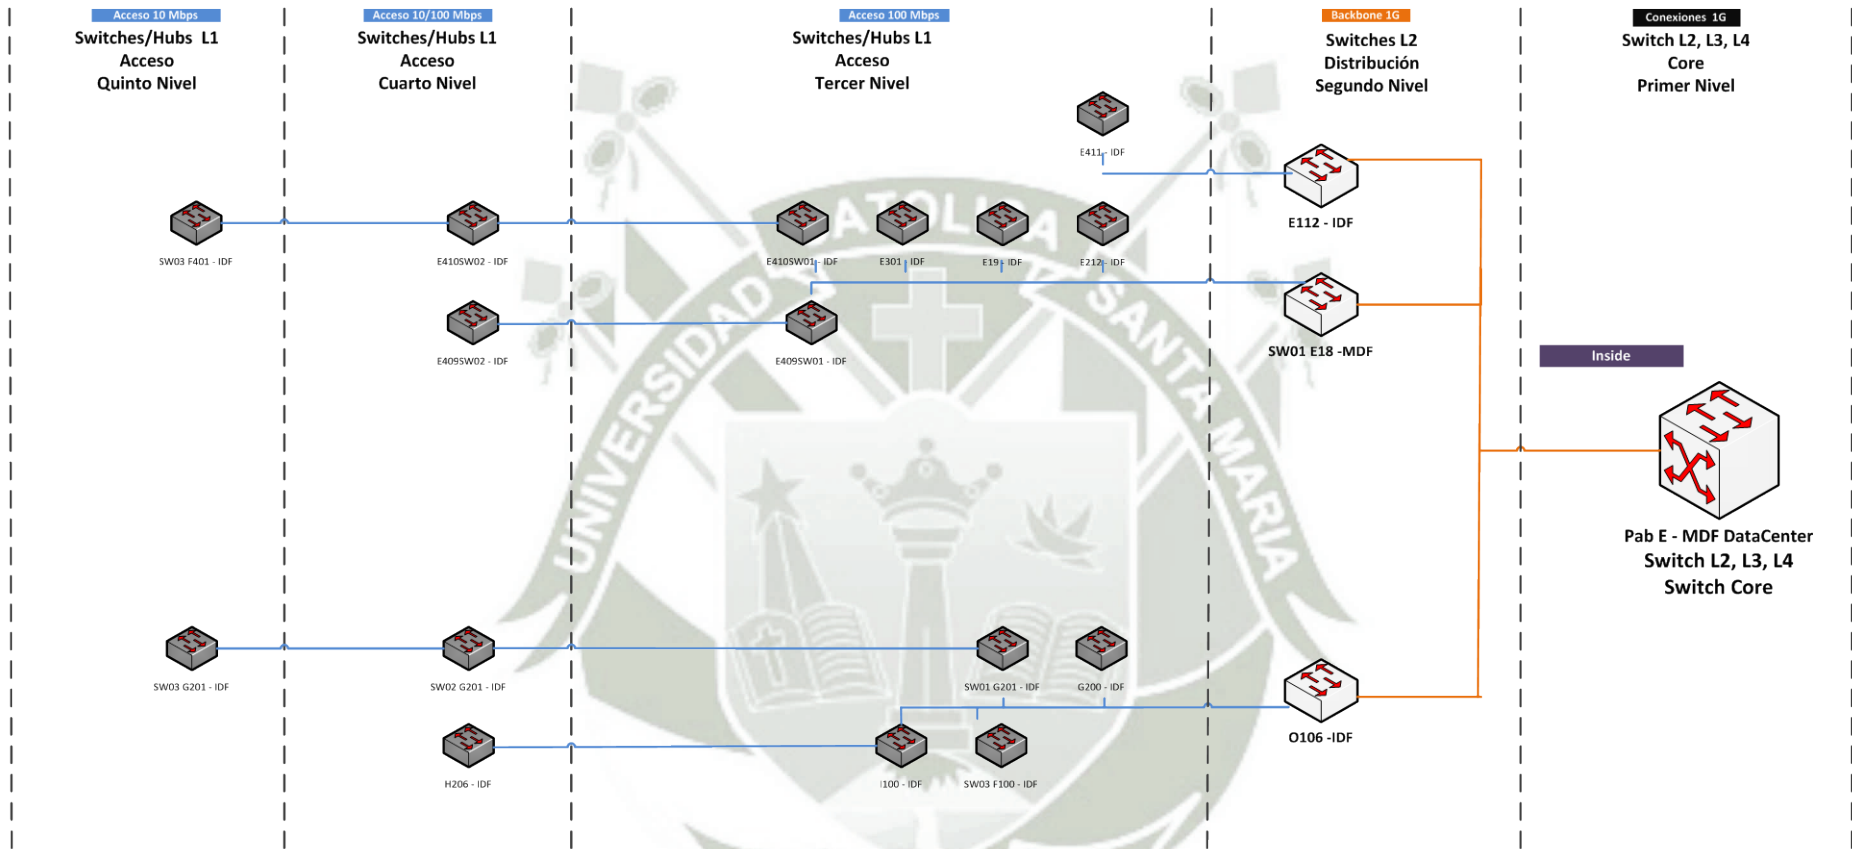 Acceso 10 Mbps
Switches/Hubs L1
Acceso
Quinto Nivel
Acceso 10/100 Mbps
Switches/Hubs L1
Acceso
Cuarto Nivel
Acceso 100 Mbps
Switches/Hubs L1
Acceso
Tercer Nivel
Backbone 1G
Switches L2
Distribución
Segundo Nivel
Conexiones 1G
Switch L2, L3, L4
Core
Primer Nivel
E411 - IDF
E112 - IDF
SW03 F401 - IDF
E410SW02 - IDF
E410SW01 - IDF
E301 - IDF
E19 - IDF
E212 - IDF
E409SW02 - IDF
E409SW01 - IDF
SW01 E18 -MDF
Inside
Pab E - MDF DataCenter
Switch L2, L3, L4
Switch Core
SW03 G201 - IDF
SW02 G201 - IDF
SW01 G201 - IDF
G200 - IDF
O106 -IDF
H206 - IDF
I100 - IDF
SW03 F100 - IDF
UNIVERSIDAD CATOLICA SANTA MARIA